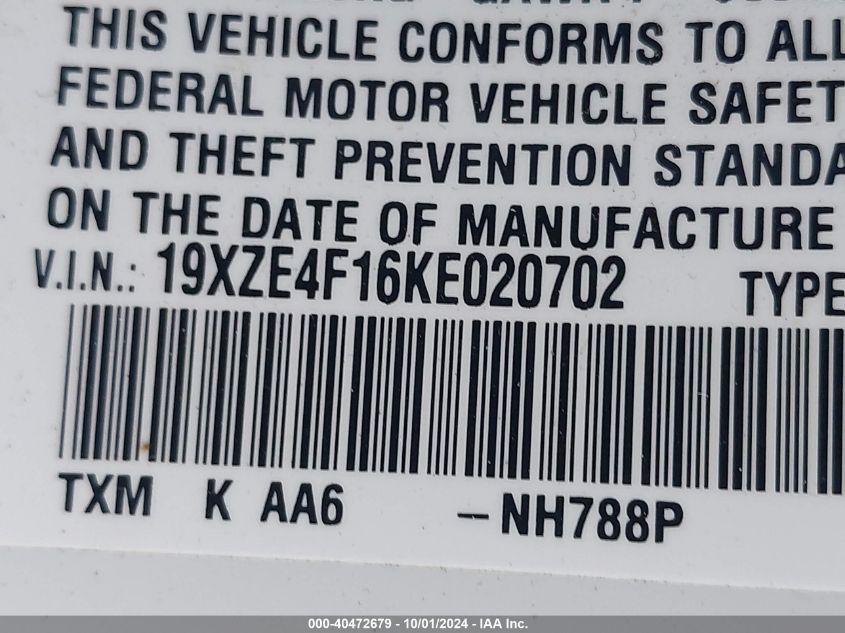 THIS VEHICLE CONFORMS TO ALL
FEDERAL MOTOR VEHICLE SAFET
AND THEFT PREVENTION STANDA
ON THE DATE OF MANUFACTURE
V.I.N.: 19XZE4F16KE020702 TYPE
TXM K AA6 -NH788P
000-40472679 - 10/01/2024 - IAA Inc.